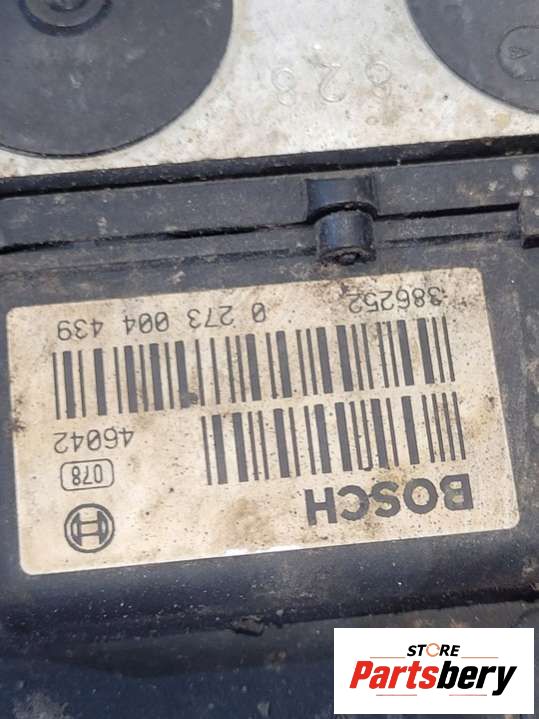 A
BOSCH
078
46042
386252 0 273 004 439
STORE
Partsbery